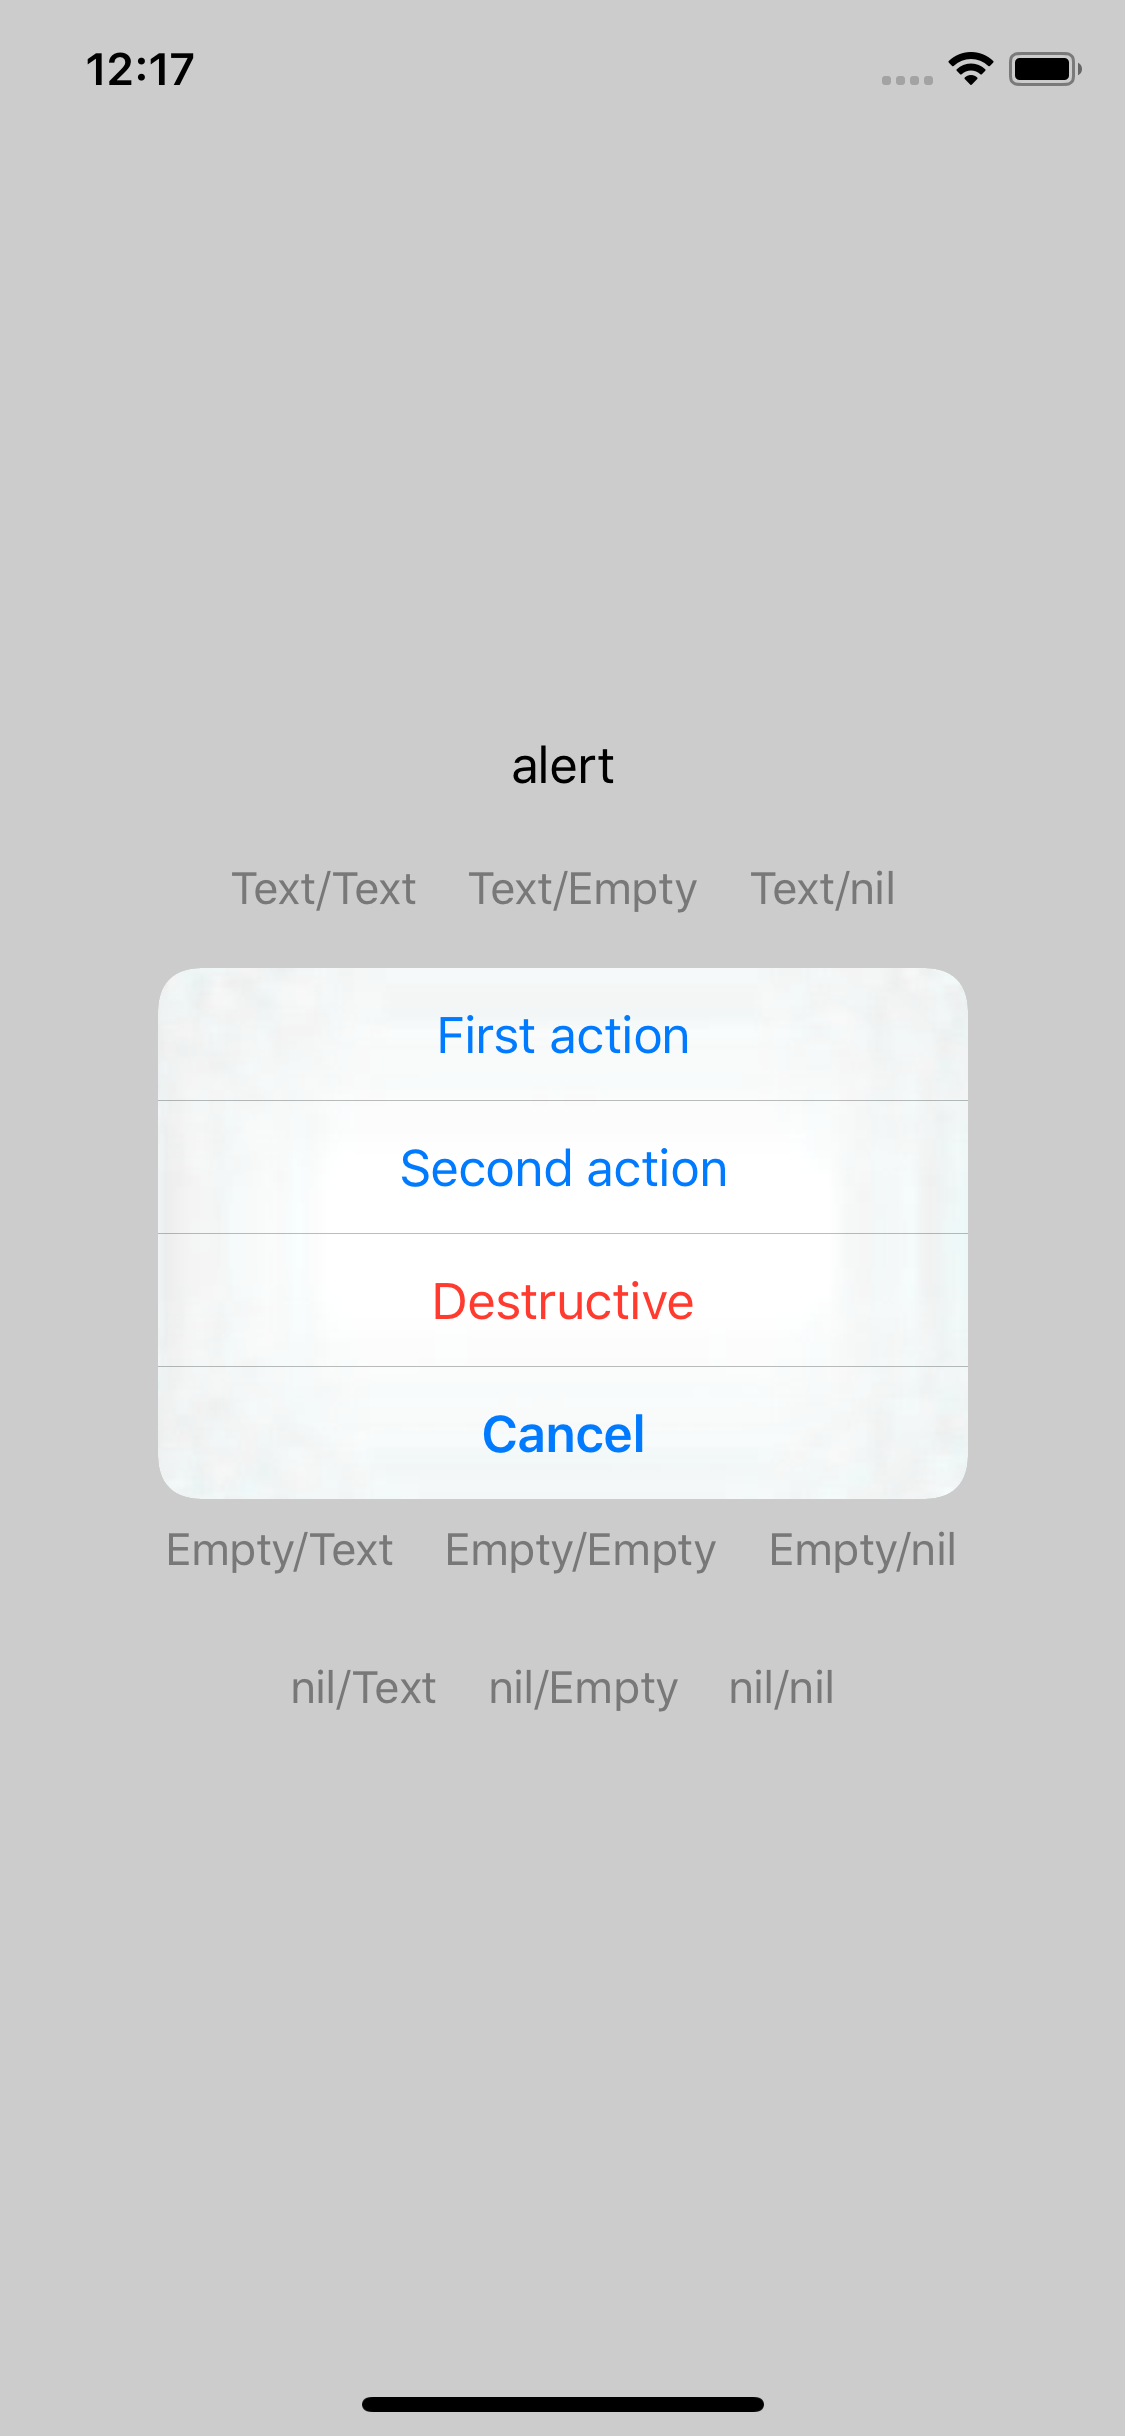 12:17
alert
Text/Text Text/Empty Text/nil
First action
Second action
Destructive
Cancel
Empty/Text Empty/Empty Empty/nil
nil/Text nil/Empty nil/nil